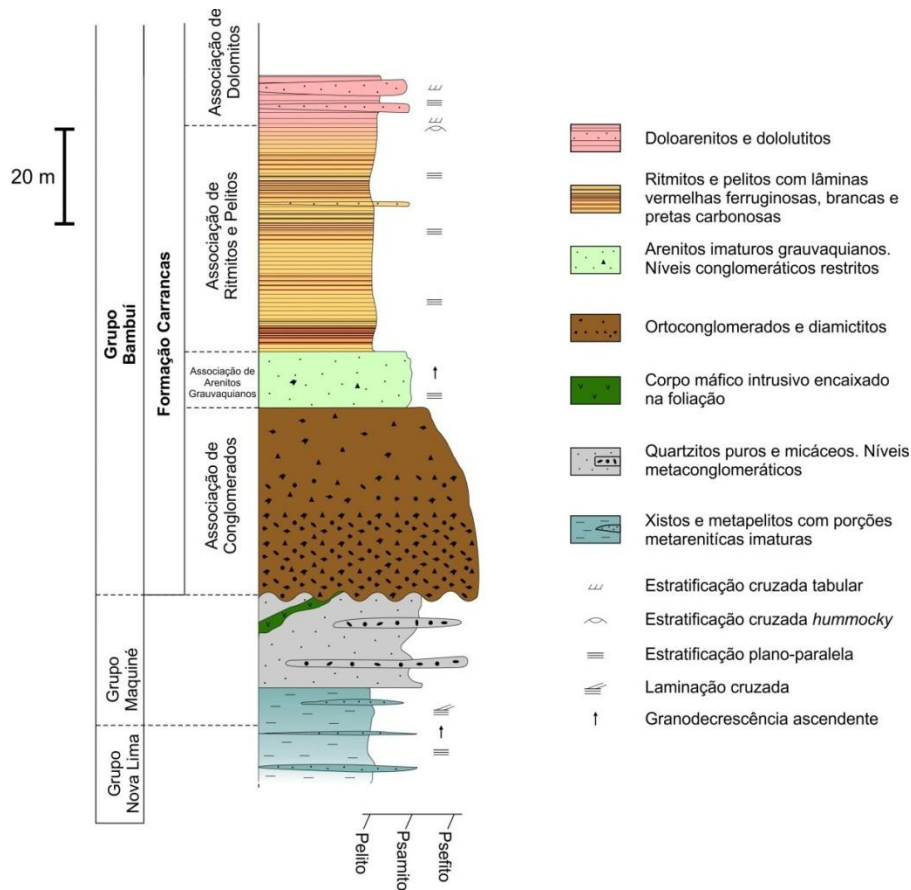 Associação de
Dolomitos
20 m
Associação de
Ritmitos e Pelitos
Grupo
Bambuí
Formação Carrancas
Associação de
Arenitos
Grauvaquianos
Associação de
Conglomerados
Grupo
Maquiné
Grupo
Nova Lima
Pelito
Psamito
Psefito
Doloarenitos e dololutitos
Ritmitos e pelitos com lâminas
vermelhas ferruginosas, brancas e
pretas carbonosas
Arenitos imaturos grauvaquianos.
Níveis conglomeráticos restritos
Ortoconglomerados e diamictitos
Corpo máfico intrusivo encaixado
na foliação
Quartzitos puros e micáceos. Níveis
metaconglomeráticos
Xistos e metapelitos com porções
metareniticas imaturas
Estratificação cruzada tabular
Estratificação cruzada hummocky
Estratificação plano-paralela
Laminação cruzada
Granodecrescência ascendente